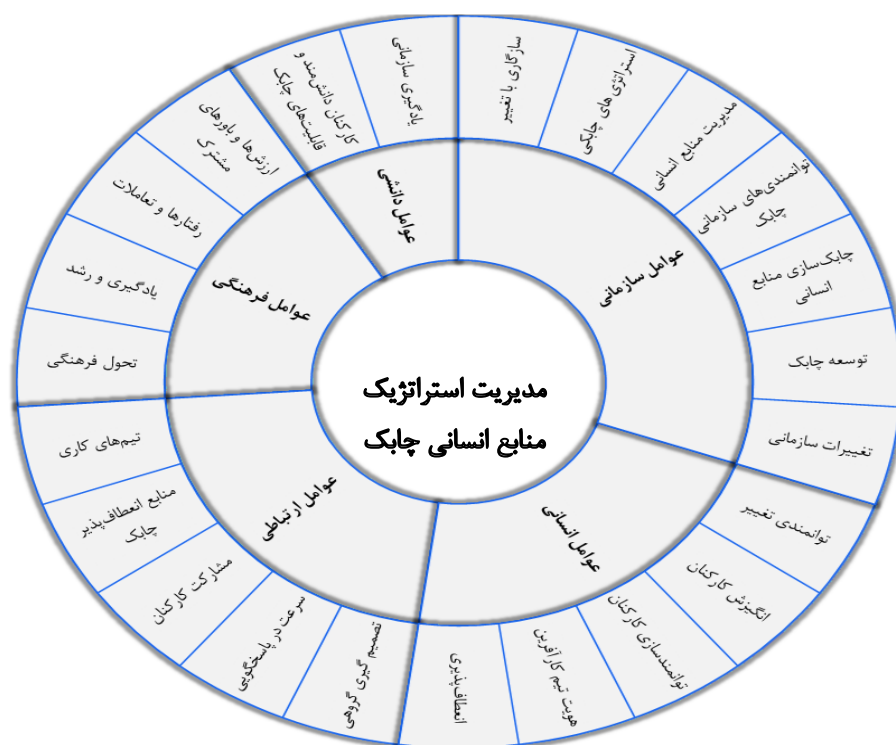 مدیریت استراتژیک
منابع انسانی چابک
عوامل سازمانی
سازگاری با تغییر
استراتژی های چابکی
مدیریت منابع انسانی
توانمندی‌های سازمانی
چابک
چابک‌سازی منابع
انسانی
توسعه چابک
تغییرات سازمانی
عوامل انسانی
توانمندی تغییر
انگیزش کارکنان
توانمندسازی کارکنان
هویت تیم کارآفرین
انعطاف‌پذیری
عوامل ارتباطی
تصمیم گیری گروهی
سرعت در پاسخگویی
مشارکت کارکنان
منابع انعطاف‌پذیر
چابک
تیم‌های کاری
عوامل فرهنگی
تحول فرهنگی
یادگیری و رشد
رفتارها و تعاملات
ارزش‌ها و باورهای
مشترک
عوامل دانشی
کارکنان دانش‌مند و
قابلیت‌های چابک
یادگیری سازمانی